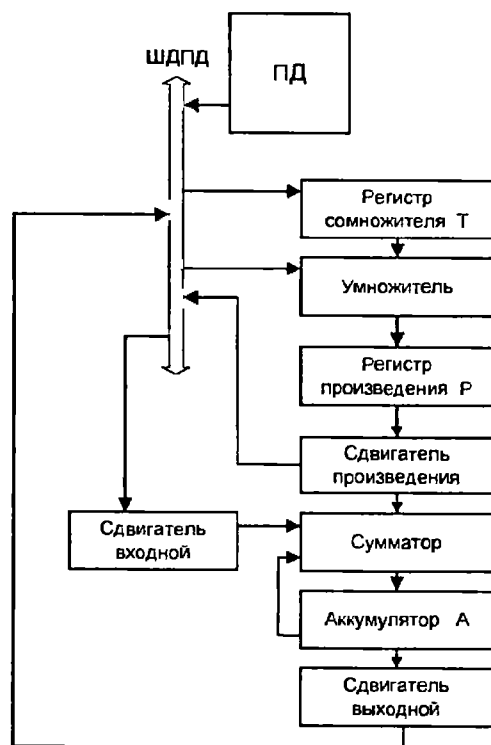 ШДПД
ПД
Регистр
сомножителя Т
Умножитель
Регистр
произведения Р
Сдвигатель
произведения
Сдвигатель
входной
Сумматор
Аккумулятор А
Сдвигатель
выходной